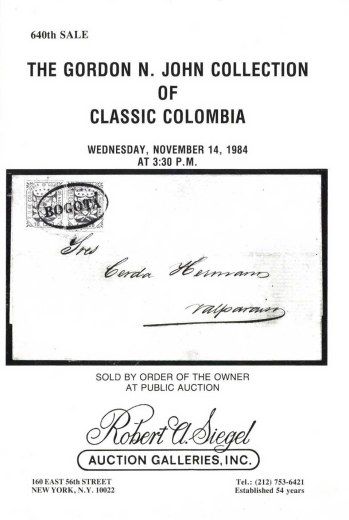 640th SALE
THE GORDON N. JOHN COLLECTION
OF
CLASSIC COLOMBIA
WEDNESDAY, NOVEMBER 14, 1984
AT 3:30 P.M.
BOGOTA
Sres
Cerda Hermann
Valparaiso
SOLD BY ORDER OF THE OWNER
AT PUBLIC AUCTION
Robert A. Siegel
AUCTION GALLERIES, INC.
160 EAST 56th STREET
NEW YORK, N.Y. 10022
Tel.: (212) 753-6421
Established 54 years